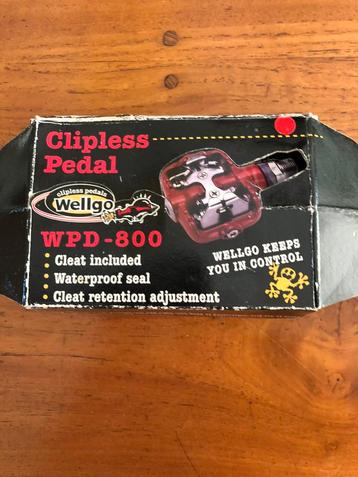 Clipless
Pedal
clipless pedals
Wellgo
WPD-800
Cleat included
Waterproof seal
Cleat retention adjustment
WELLGO KEEPS
YOU IN CONTROL